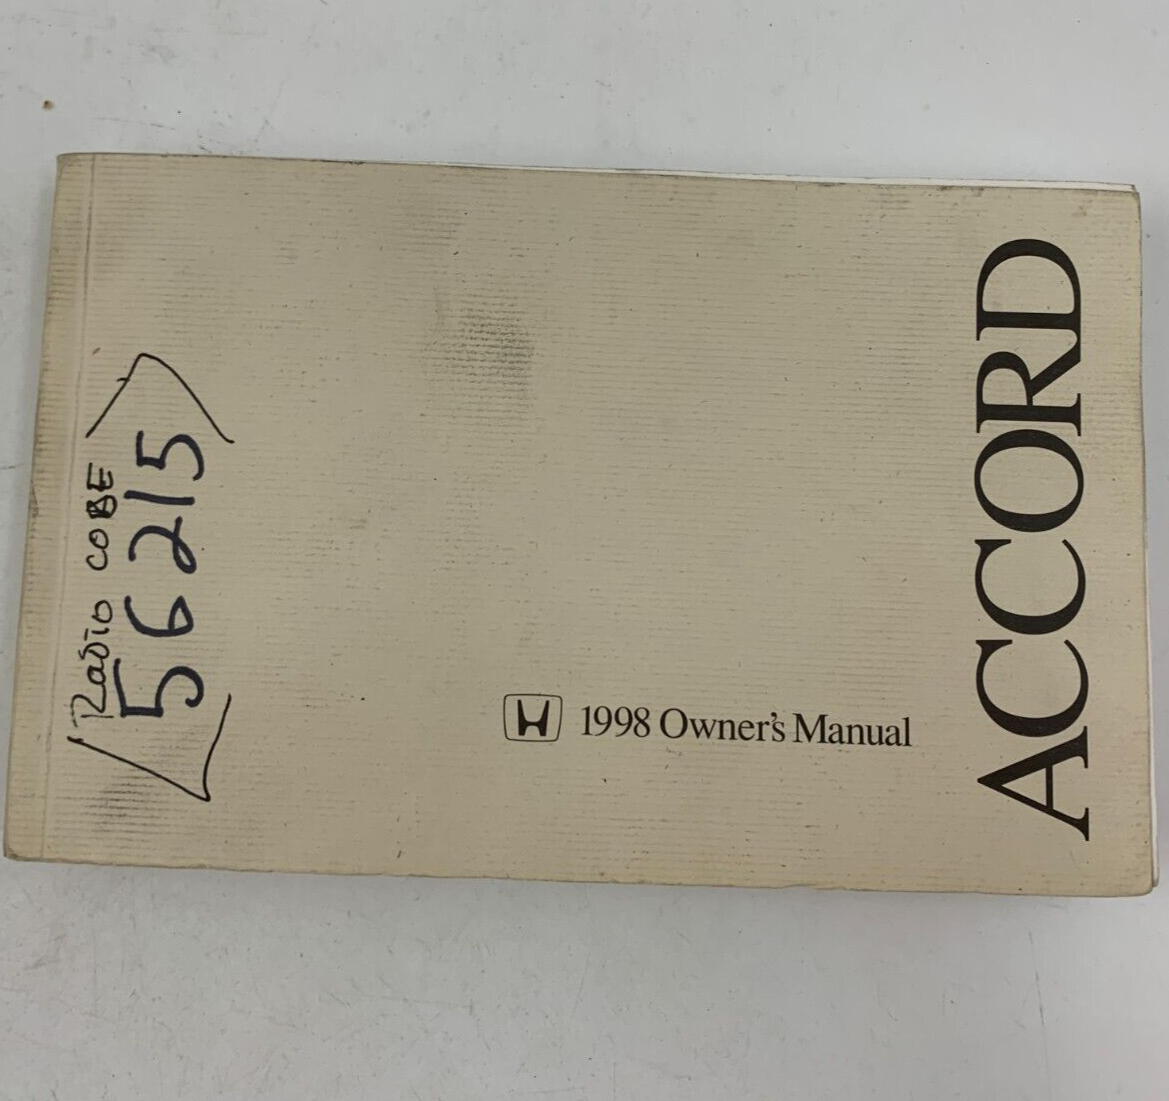 Radio COBE
56215
1998 Owner's Manual
ACCORD